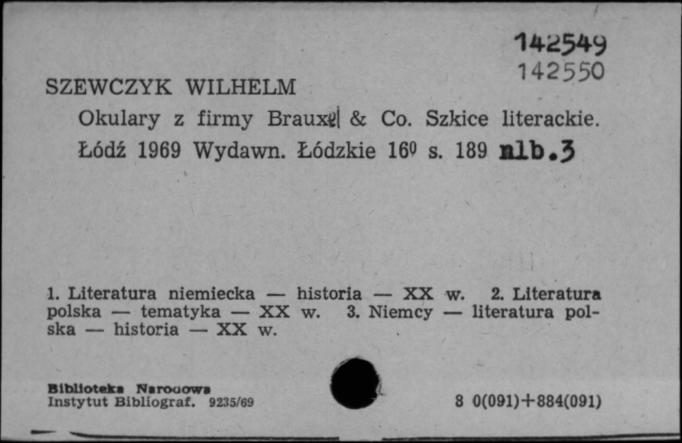 142549
142550
SZEWCZYK WILHELM
Okulary z firmy Brauxel & Co. Szkice literackie.
Łódź 1969 Wydawn. Łódzkie 16⁰ s. 189 nlb.3
1. Literatura niemiecka — historia — XX w. 2. Literatura
polska — tematyka — XX w. 3. Niemcy — literatura pol-
ska — historia — XX w.
Biblioteka Narodowa
Instytut Bibliograf. 9235/69
8 0(091)+884(091)